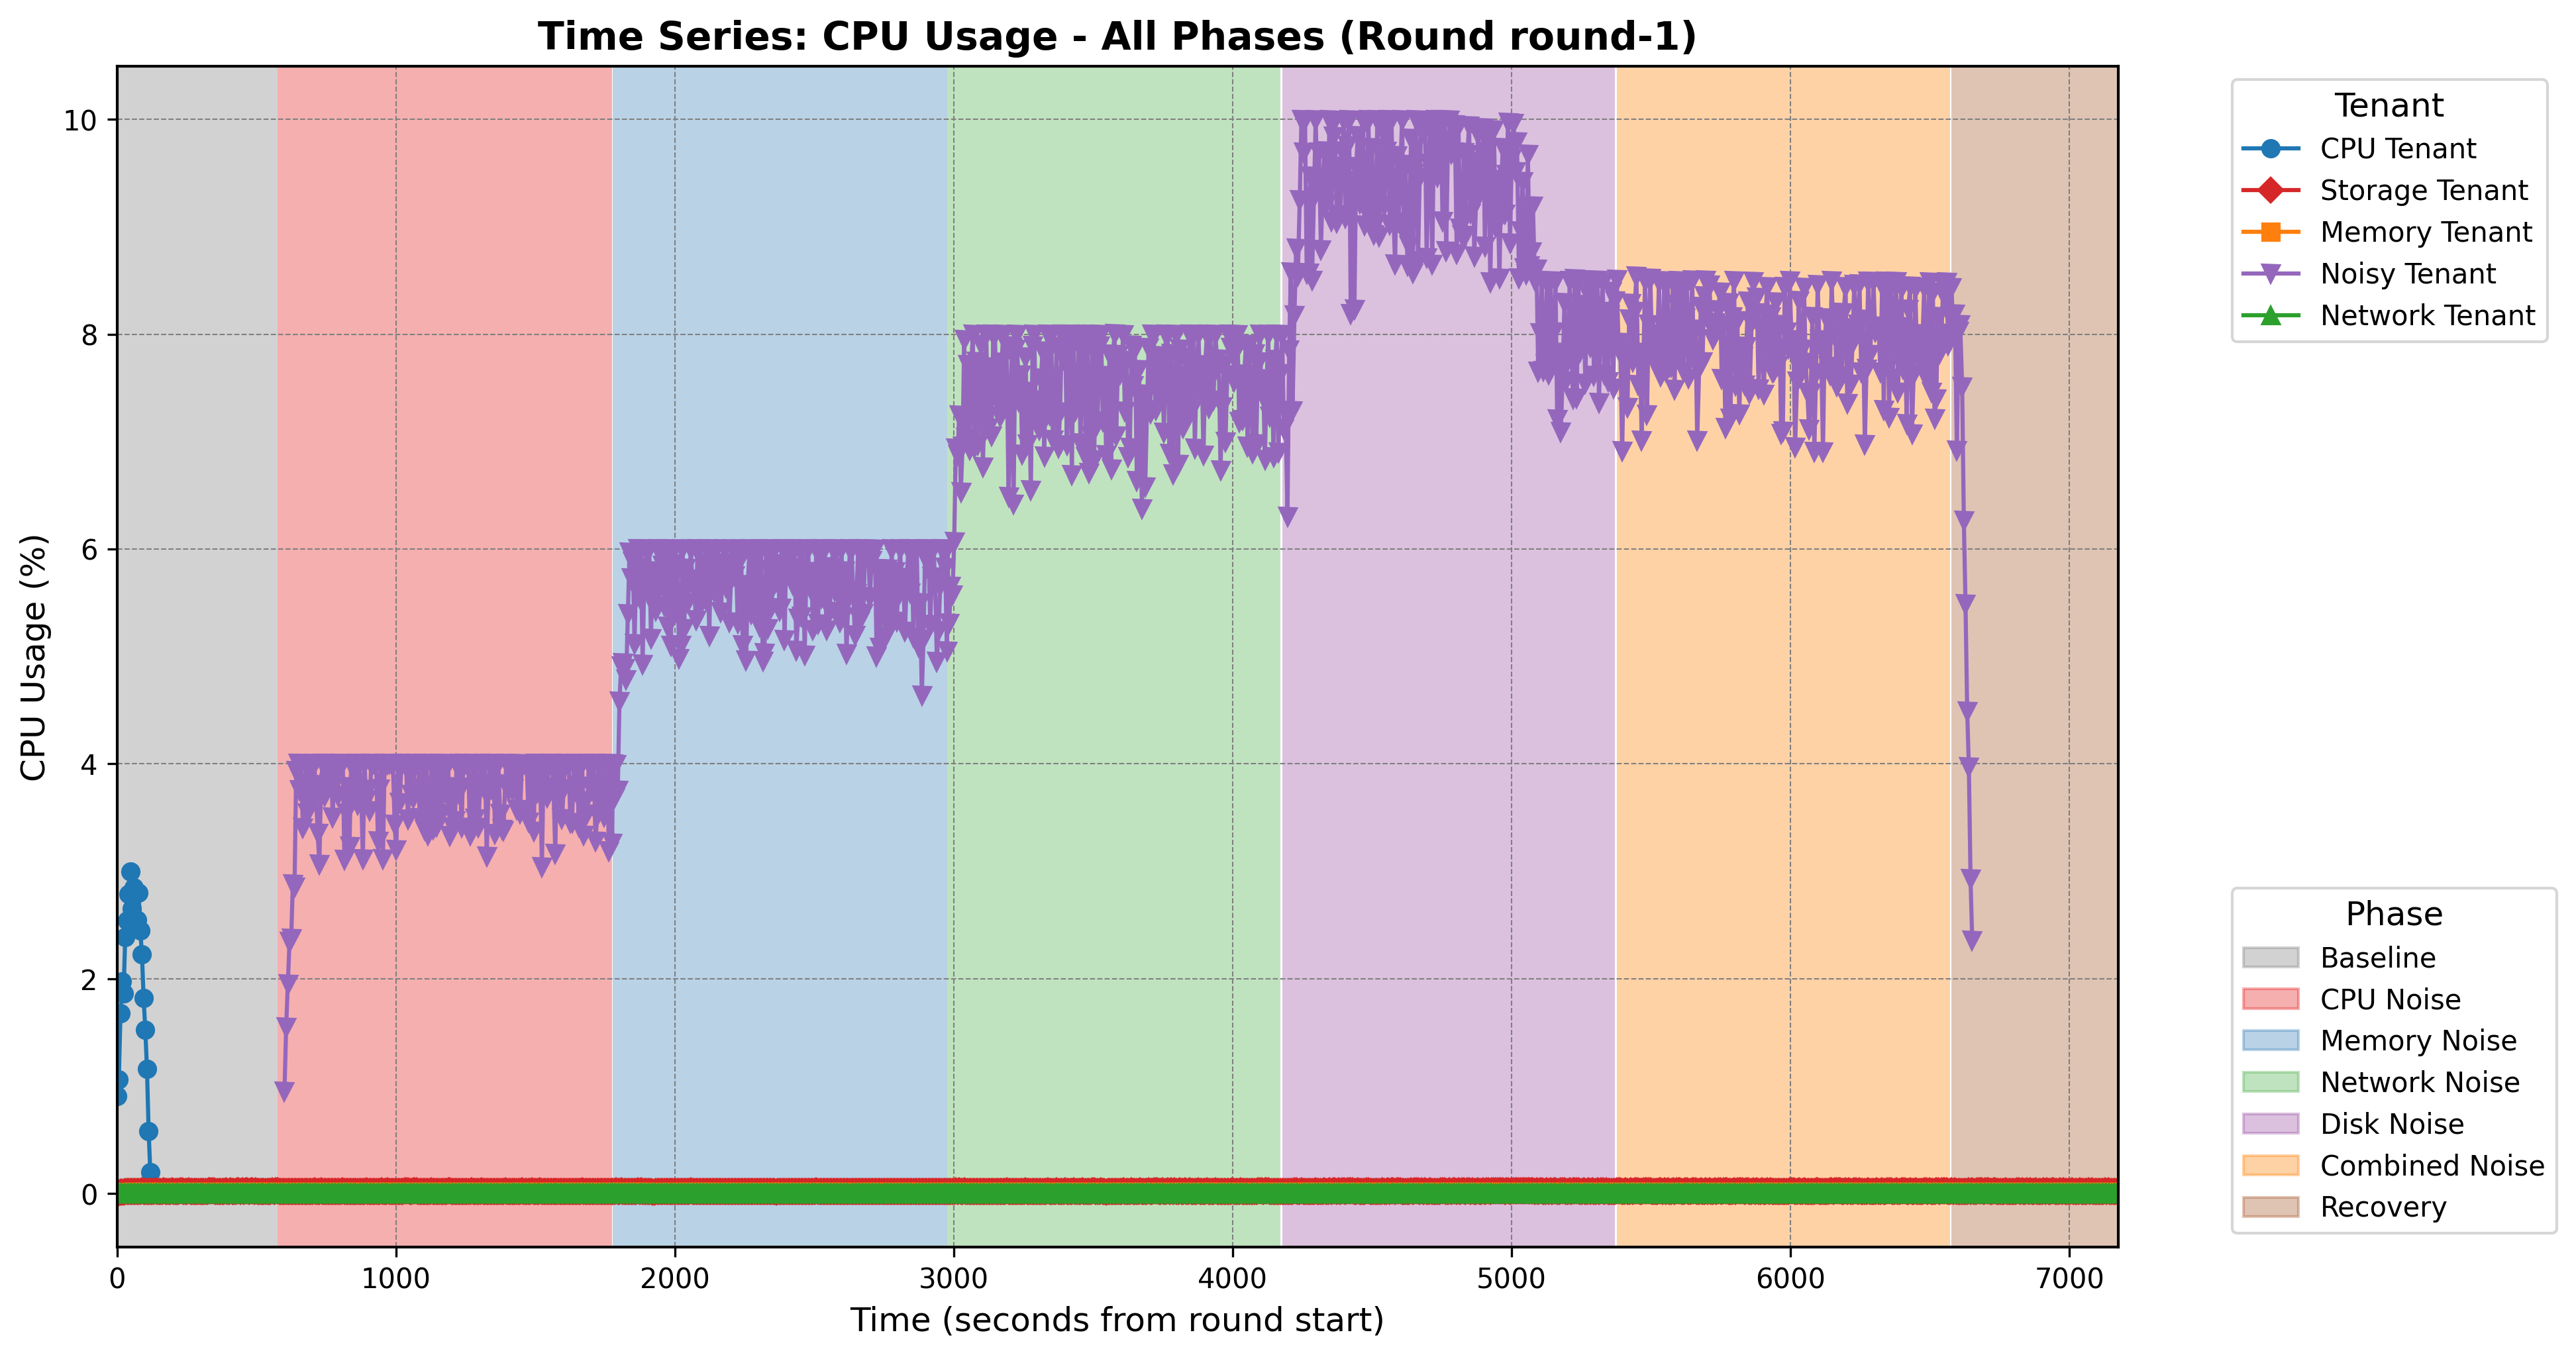 Time Series: CPU Usage - All Phases (Round round-1)
CPU Usage (%)
10
8
6
4
2
0
0 1000 2000 3000 4000 5000 6000 7000
Time (seconds from round start)
Tenant
CPU Tenant
Storage Tenant
Memory Tenant
Noisy Tenant
Network Tenant
Phase
Baseline
CPU Noise
Memory Noise
Network Noise
Disk Noise
Combined Noise
Recovery